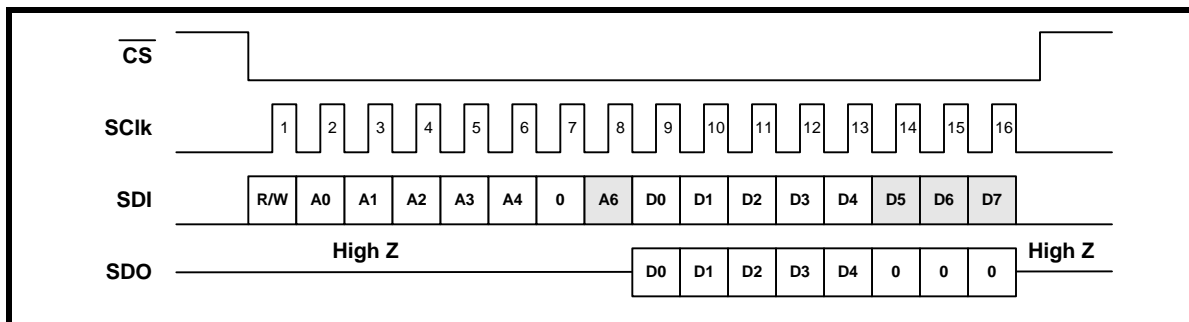 CS
SClk 1 2 3 4 5 6 7 8 9 10 11 12 13 14 15 16
SDI R/W A0 A1 A2 A3 A4 0 A6 D0 D1 D2 D3 D4 D5 D6 D7
High Z High Z
SDO D0 D1 D2 D3 D4 0 0 0